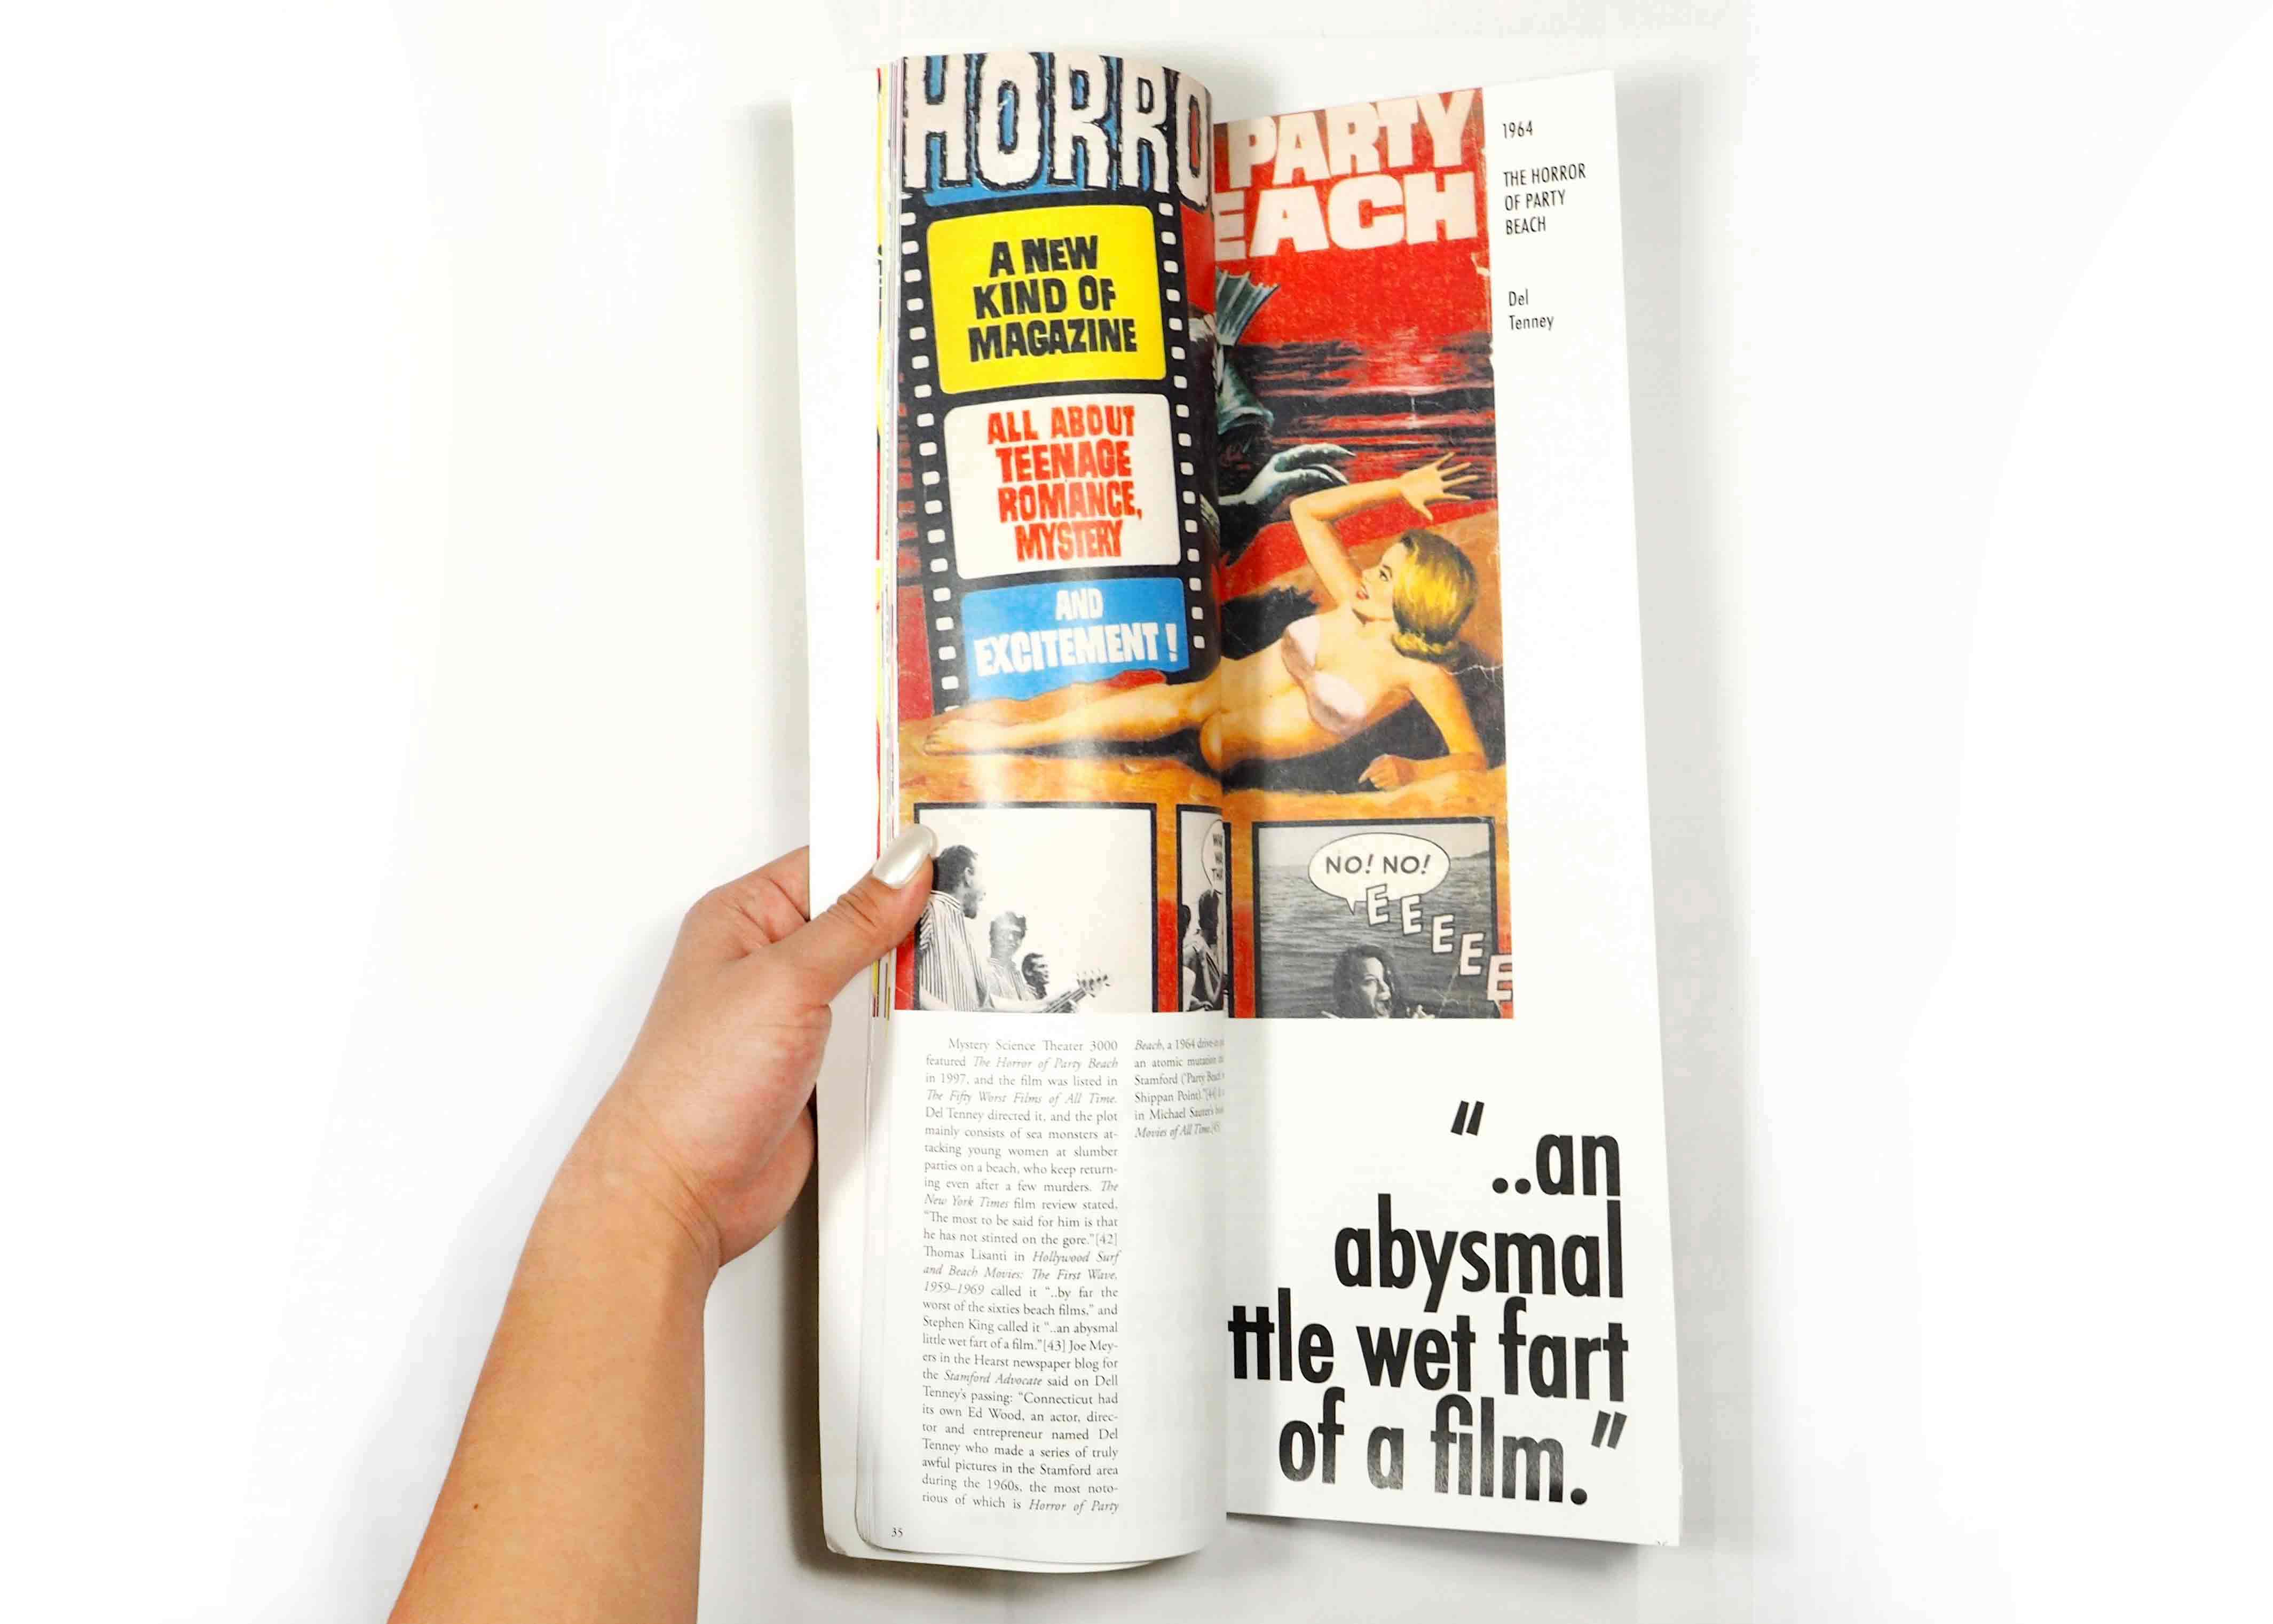 HORRO
A NEW
KIND OF
MAGAZINE
ALL ABOUT
TEENAGE
ROMANCE,
MYSTERY
AND
EXCITEMENT!
Mystery Science Theater 3000
featured The Horror of Party Beach
in 1997, and the film was listed in
The Fifty Worst Films of All Time.
Del Tenney directed it, and the plot
mainly consists of sea monsters at-
tacking young women at slumber
parties on a beach, who keep return-
ing even after a few murders. The
New York Times film review stated,
"The most to be said for him is that
he has not stinted on the gore."[42]
Thomas Lisanti in Hollywood Surf
and Beach Movies: The First Wave,
1959–1969 called it "..by far the
worst of the sixties beach films," and
Stephen King called it "..an abysmal
little wet fart of a film."[43] Joe Mey-
ers in the Hearst newspaper blog for
the Stamford Advocate said on Dell
Tenney's passing: "Connecticut had
its own Ed Wood, an actor, direc-
tor and entrepreneur named Del
Tenney who made a series of truly
awful pictures in the Stamford area
during the 1960s, the most noto-
rious of which is Horror of Party
Beach, a 1964 drive-in
an atomic mutation
Stamford ("Party Beach
Shippan Point)."[44]
in Michael
Movies of All Time.
35
PARTY
EACH
NO! NO!
E E E E E
1964
THE HORROR
OF PARTY
BEACH
Del
Tenney
"..an
abysmal
ttle wet fart
of a film."